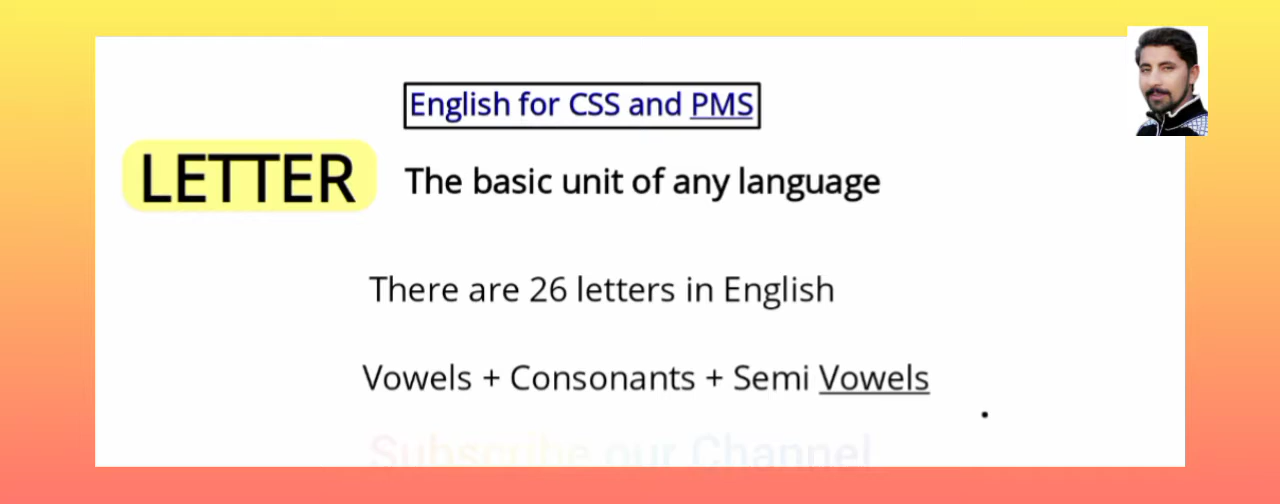 English for CSS and PMS
LETTER
The basic unit of any language
There are 26 letters in English
Vowels + Consonants + Semi Vowels
.
Subscribe our Channel